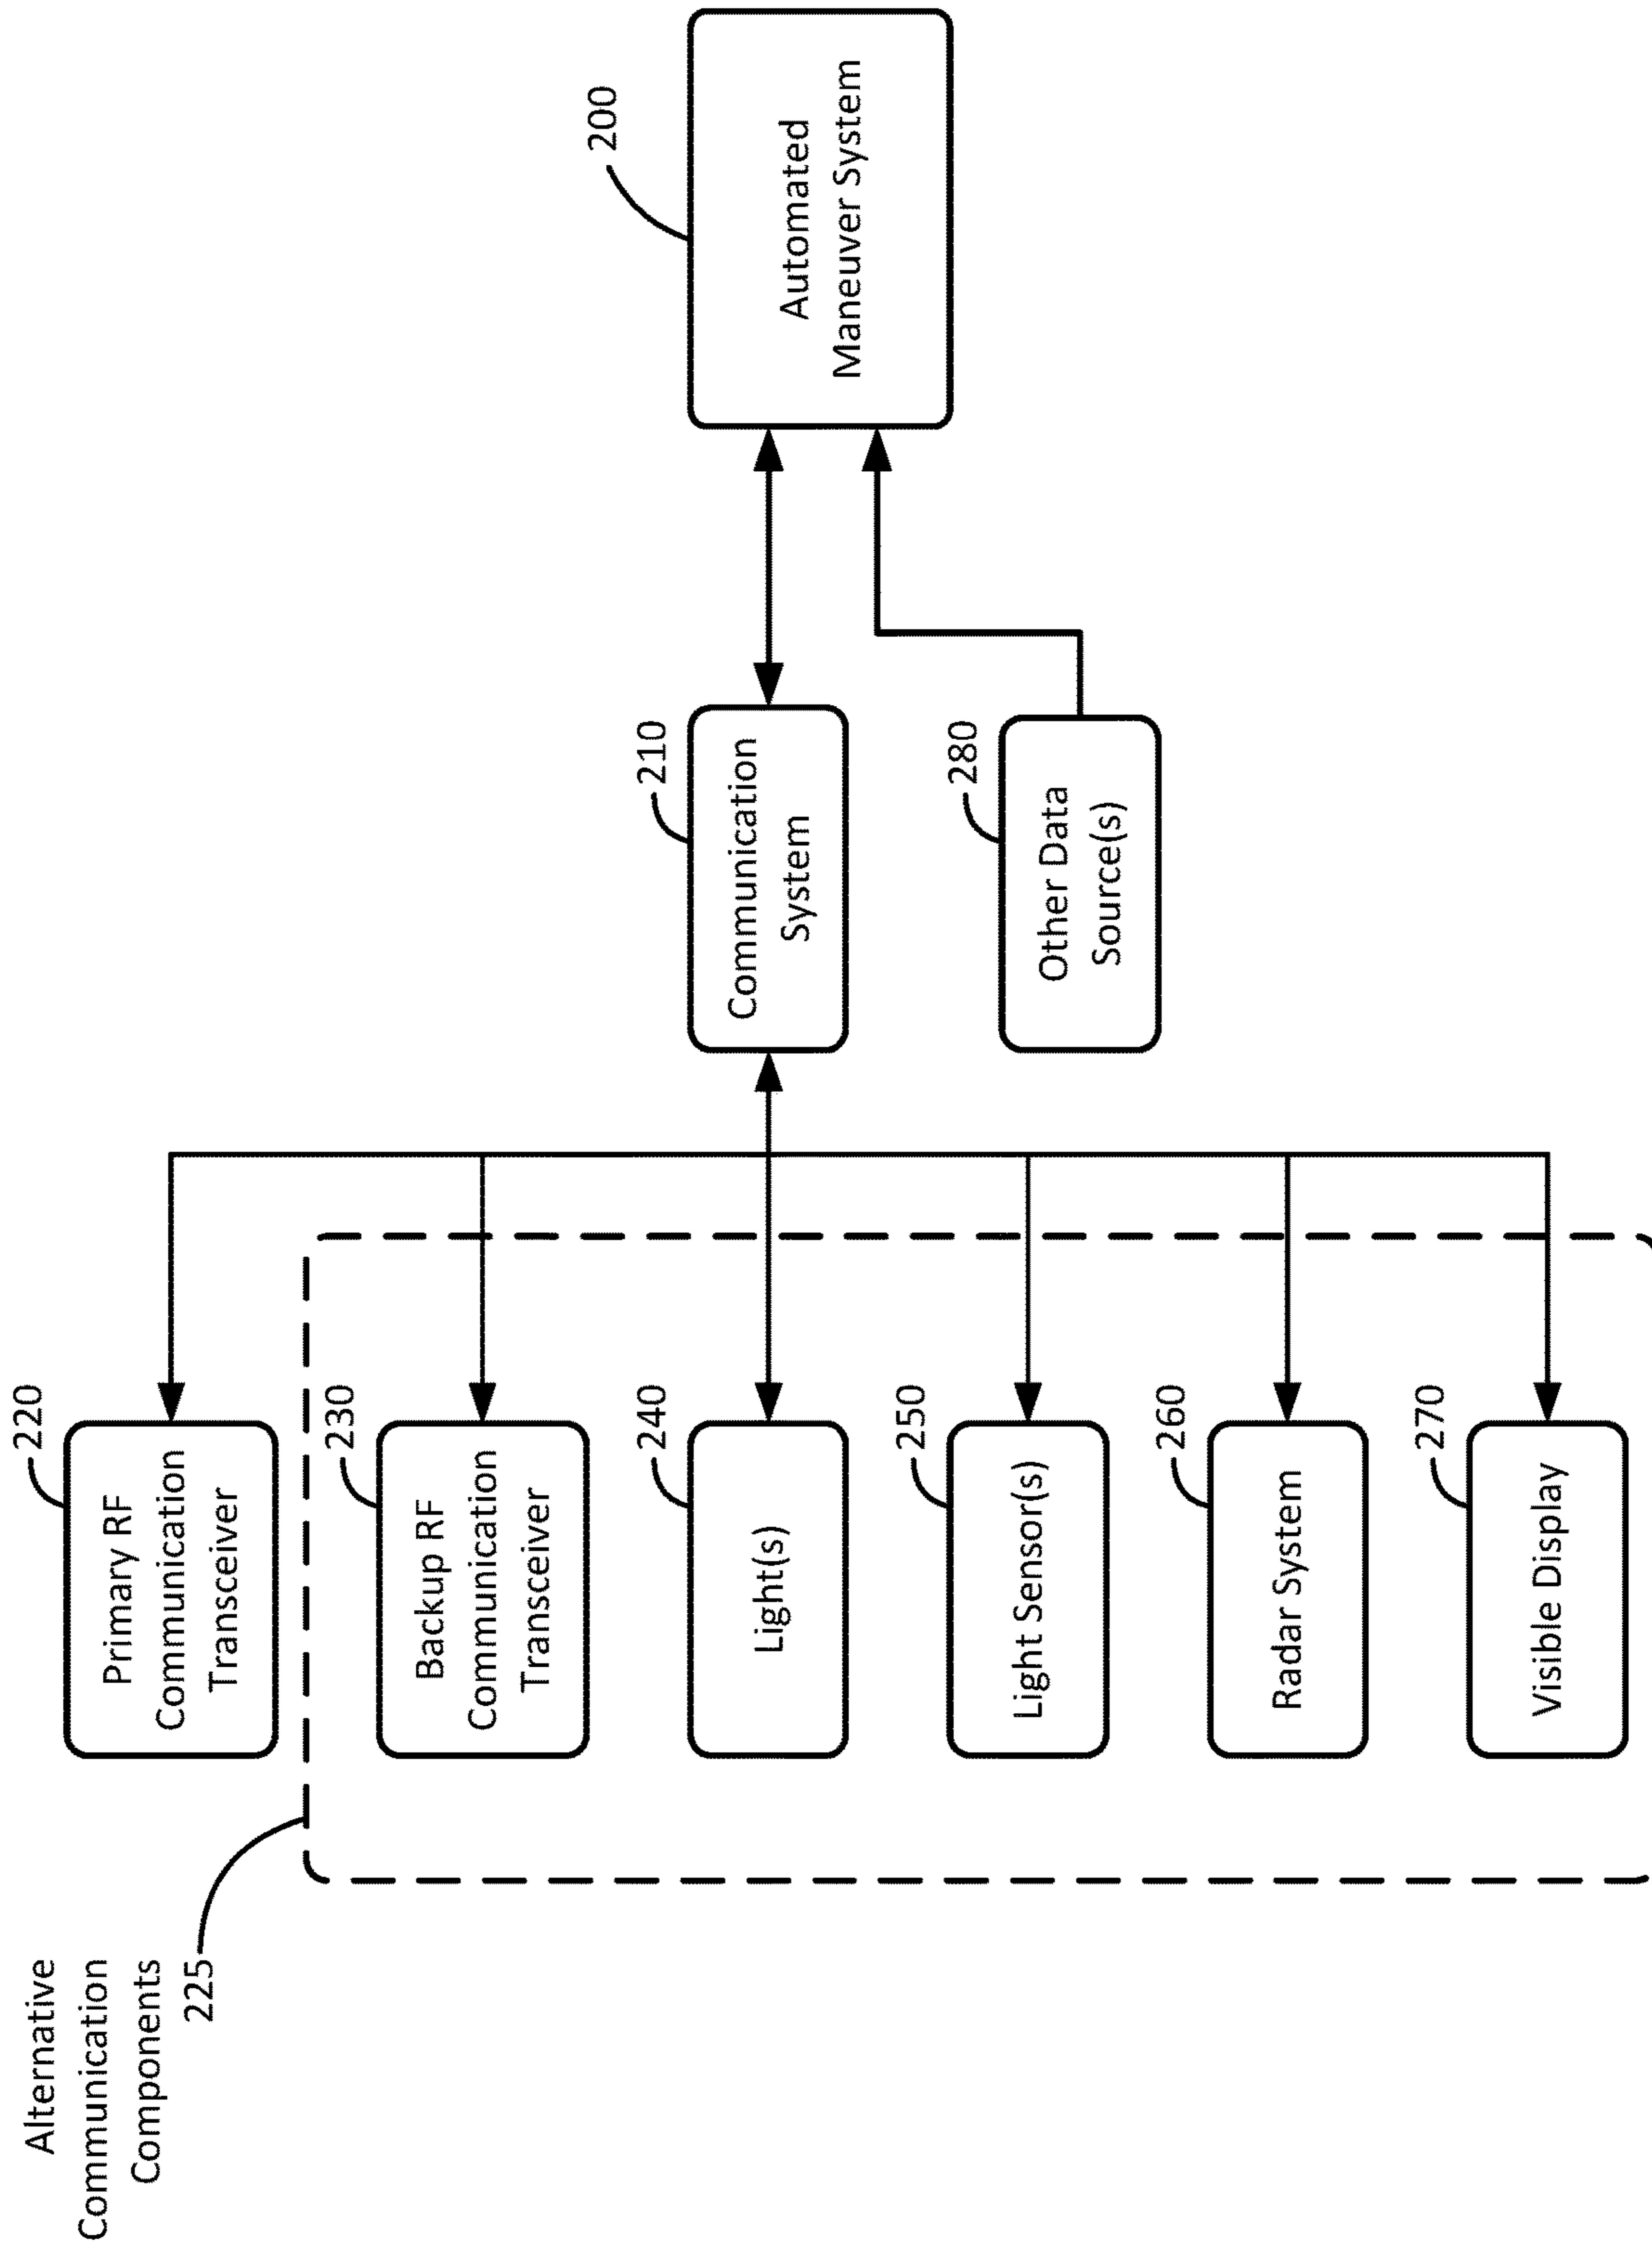 Alternative
Communication
Components
225
220
Primary RF
Communication
Transceiver
230
Backup RF
Communication
Transceiver
240
Light(s)
250
Light Sensor(s)
260
Radar System
270
Visible Display
210
Communication
System
280
Other Data
Source(s)
200
Automated
Maneuver System